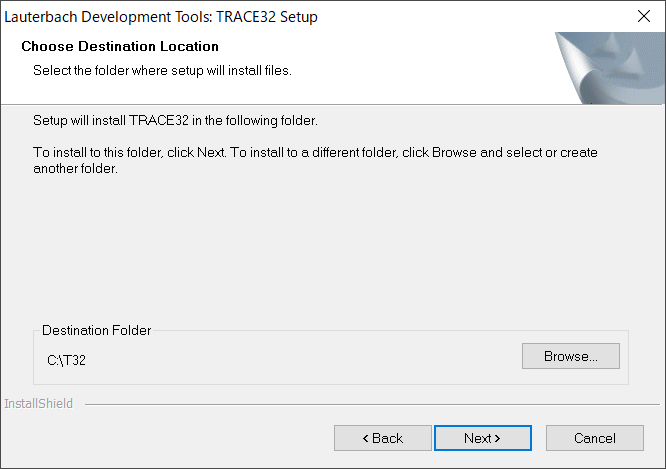 Lauterbach Development Tools: TRACE32 Setup
Choose Destination Location
Select the folder where setup will install files.
Setup will install TRACE32 in the following folder.
To install to this folder, click Next. To install to a different folder, click Browse and select or create
another folder.
Destination Folder
C:\T32
Browse...
InstallShield
< Back
Next >
Cancel